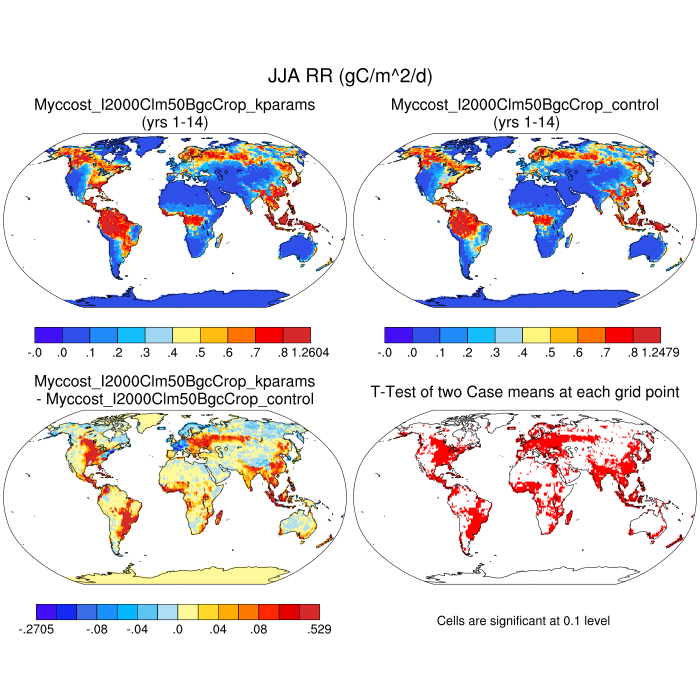 JJA RR (gC/m^2/d)
Myccost_I2000Clm50BgcCrop_kparams
(yrs 1-14)
Myccost_I2000Clm50BgcCrop_control
(yrs 1-14)
-.0 .0 .1 .2 .3 .4 .5 .6 .7 .8 1.2604
-.0 .0 .1 .2 .3 .4 .5 .6 .7 .8 1.2479
Myccost_I2000Clm50BgcCrop_kparams
- Myccost_I2000Clm50BgcCrop_control
T-Test of two Case means at each grid point
-.2705 -.08 -.04 .0 .04 .08 .529
Cells are significant at 0.1 level